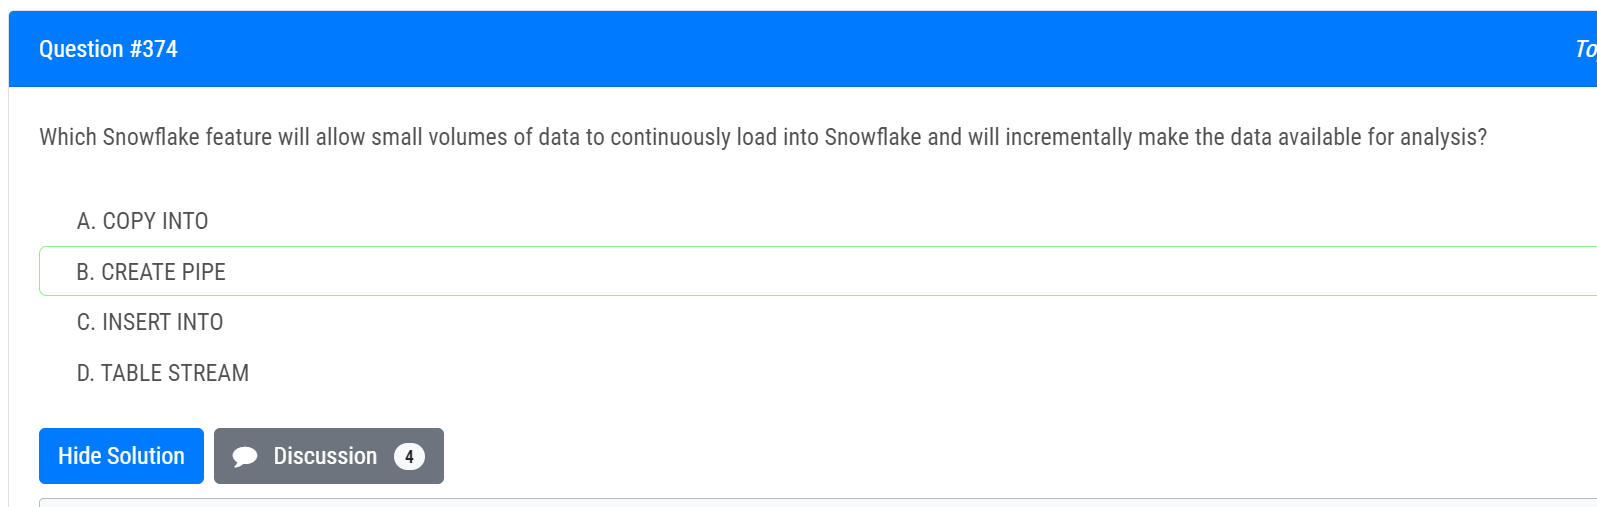 Question #374
To
Which Snowflake feature will allow small volumes of data to continuously load into Snowflake and will incrementally make the data available for analysis?
A. COPY INTO
B. CREATE PIPE
C. INSERT INTO
D. TABLE STREAM
Hide Solution
Discussion 4